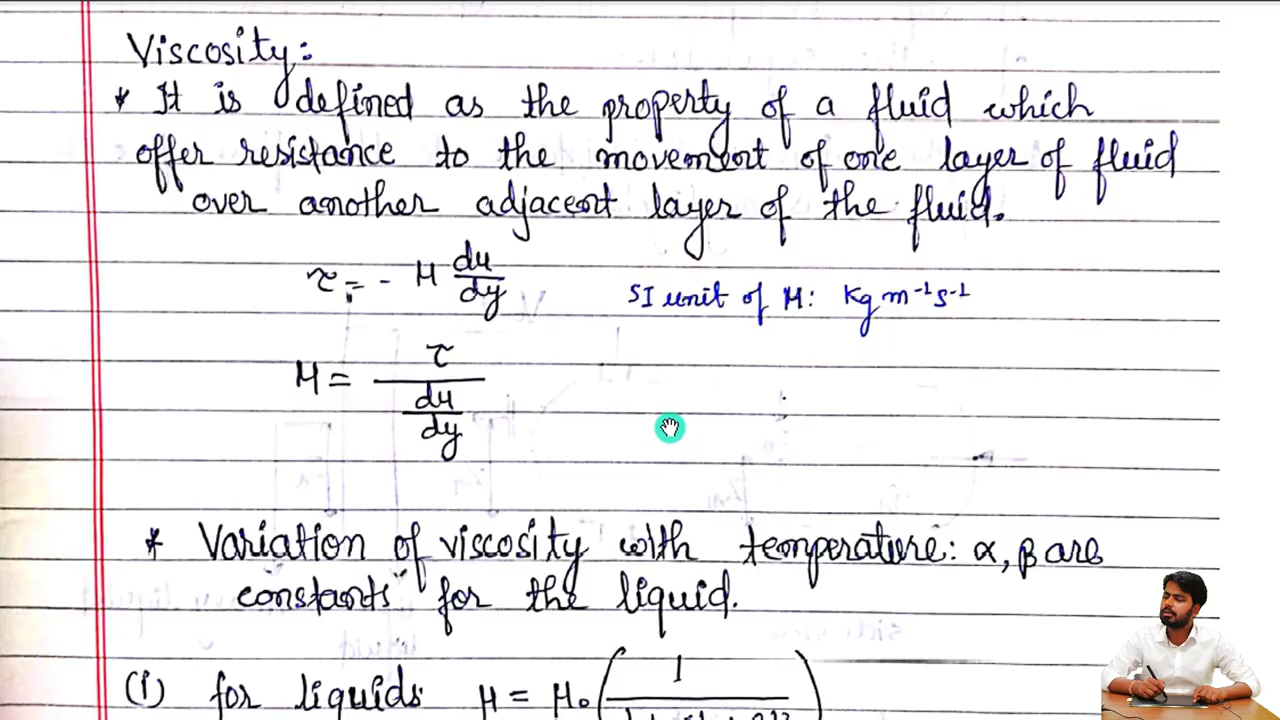 Viscosity:
* It is defined as the property of a fluid which
offer resistance to the movement of one layer of fluid
over another adjacent layer of the fluid.
τ = - μ du/dy
SI unit of μ: Kg m⁻¹ s⁻¹
μ = τ / (du/dy)
* Variation of viscosity with temperature: α, β are
constants for the liquid.
(i) for liquids μ = μ₀ ( 1